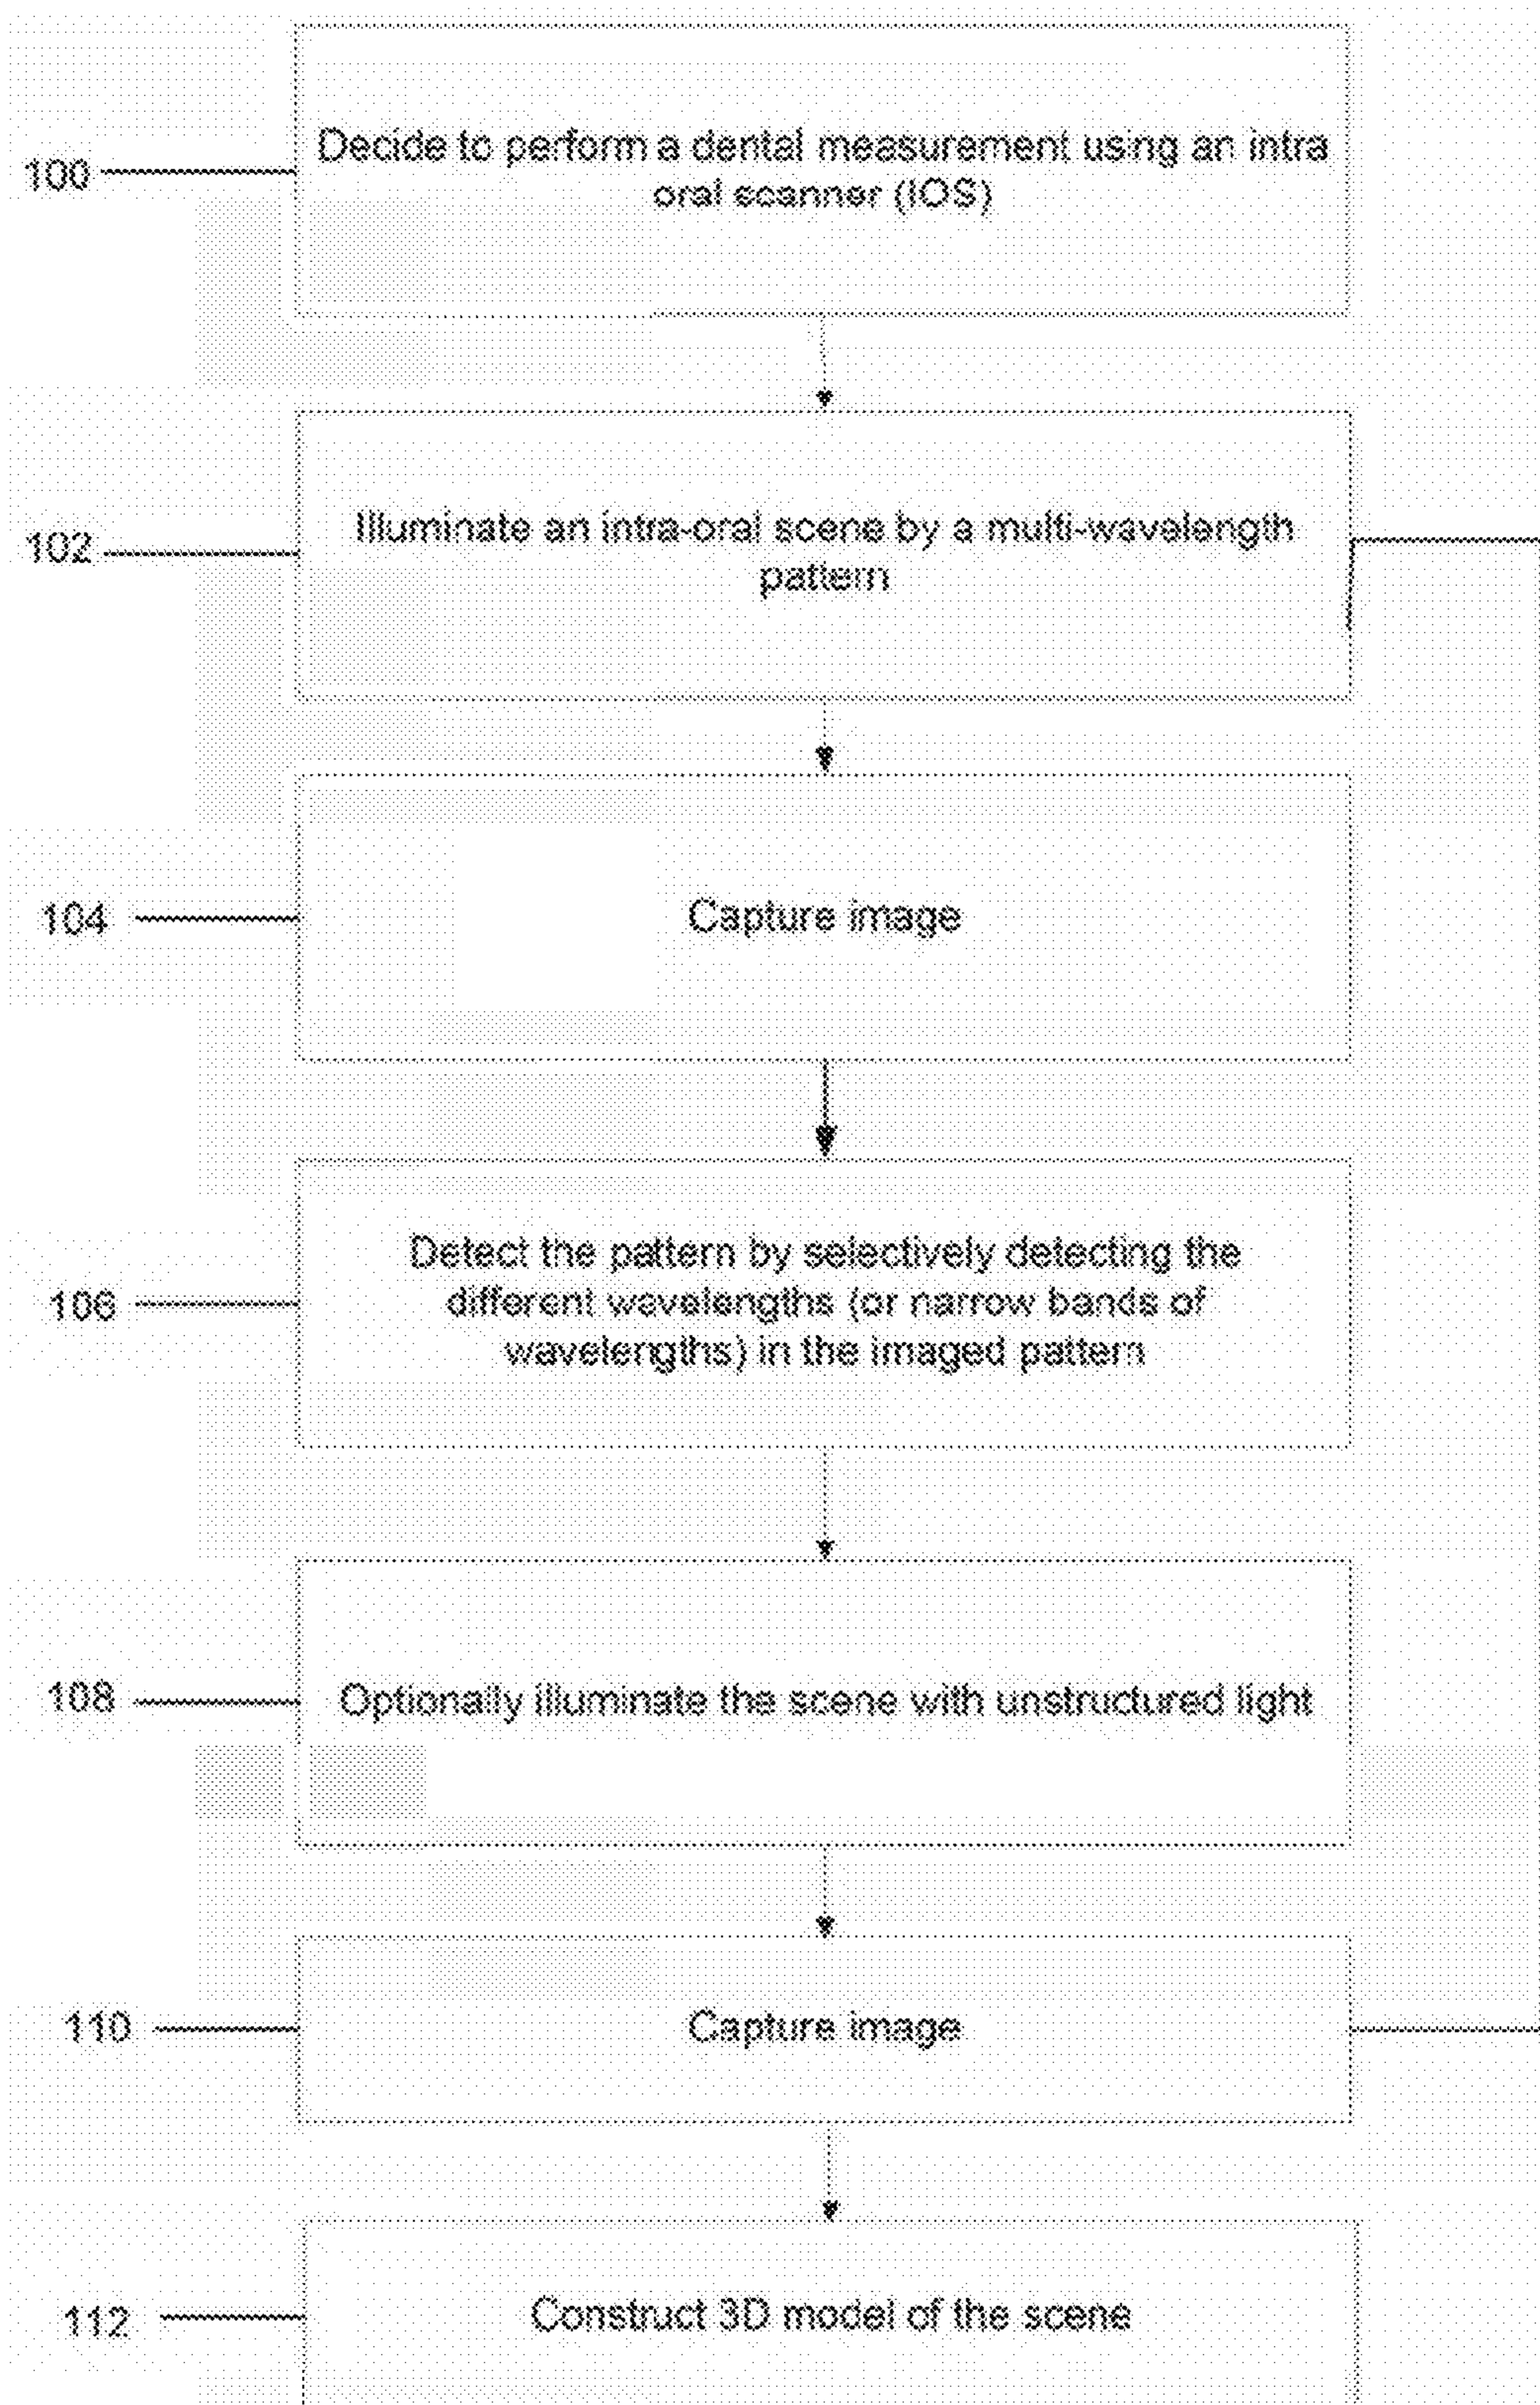 100
Decide to perform a dental measurement using an intra
oral scanner (IOS)
102
Illuminate an intra-oral scene by a multi-wavelength
pattern
104
Capture image
106
Detect the pattern by selectively detecting the
different wavelengths (or narrow bands of
wavelengths) in the imaged pattern
108
Optionally illuminate the scene with unstructured light
110
Capture image
112
Construct 3D model of the scene